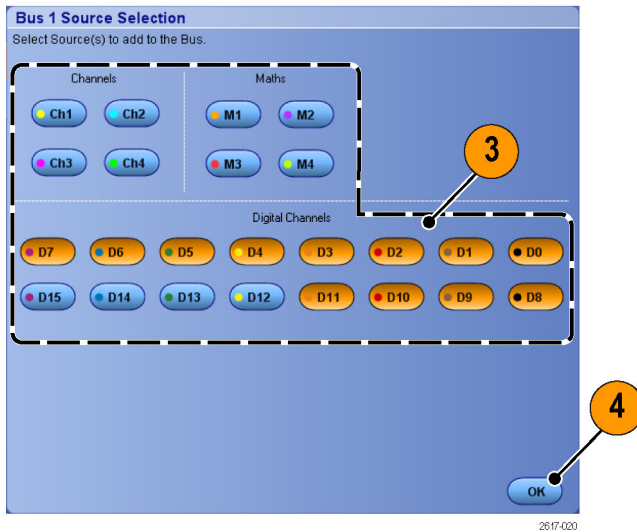 Bus 1 Source Selection
Select Source(s) to add to the Bus.
Channels Maths
Ch1 Ch2 M1 M2
Ch3 Ch4 M3 M4
3
Digital Channels
D7 D6 D5 D4 D3 D2 D1 D0
D15 D14 D13 D12 D11 D10 D9 D8
4
OK
2617-020